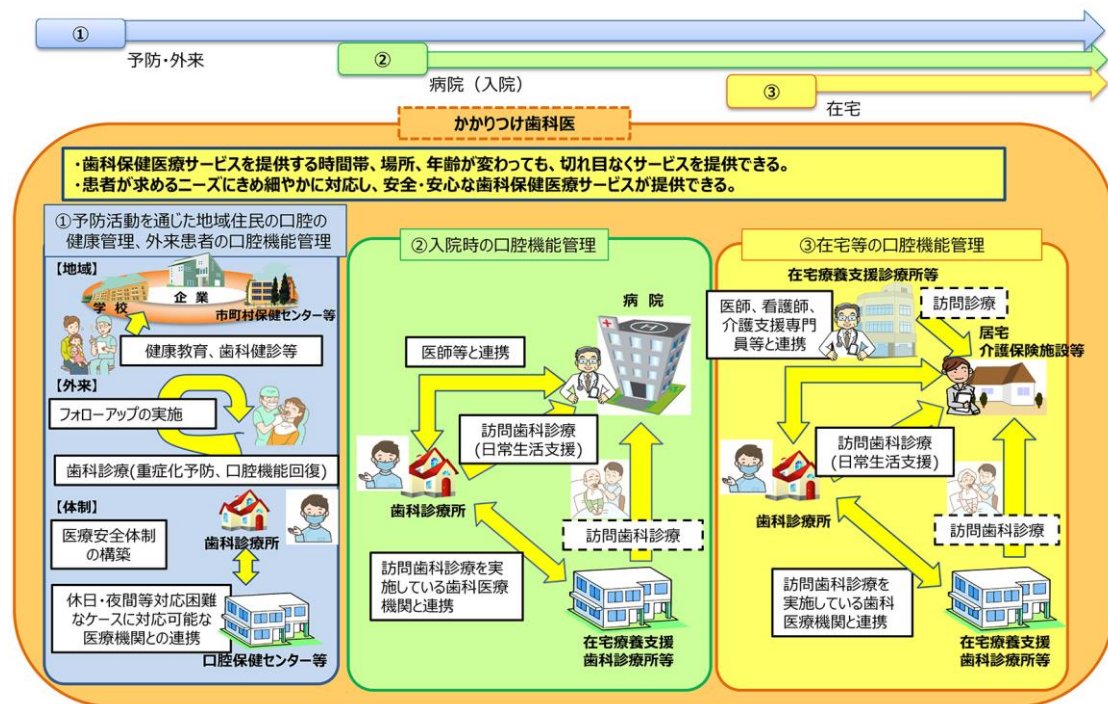 ①
予防・外来
②
病院（入院）
③
在宅
かかりつけ歯科医
・歯科保健医療サービスを提供する時間帯、場所、年齢が変わっても、切れ目なくサービスを提供できる。
・患者が求めるニーズにきめ細やかに対応し、安全・安心な歯科保健医療サービスが提供できる。
①予防活動を通じた地域住民の口腔の
健康管理、外来患者の口腔機能管理
【地域】
学校
企業
市町村保健センター等
健康教育、歯科健診等
【外来】
フォローアップの実施
歯科診療(重症化予防、口腔機能回復)
【体制】
医療安全体制
の構築
歯科診療所
休日・夜間等対応困難
なケースに対応可能な
医療機関との連携
口腔保健センター等
②入院時の口腔機能管理
病院
医師等と連携
H
訪問歯科診療
(日常生活支援)
歯科診療所
訪問歯科診療
訪問歯科診療を実
施している歯科医療
機関と連携
在宅療養支援
歯科診療所等
③在宅等の口腔機能管理
在宅療養支援診療所等
医師、看護師、
介護支援専門
員等と連携
訪問診療
居宅
介護保険施設等
訪問歯科診療
(日常生活支援)
歯科診療所
訪問歯科診療
訪問歯科診療を
実施している歯科
医療機関と連携
在宅療養支援
歯科診療所等